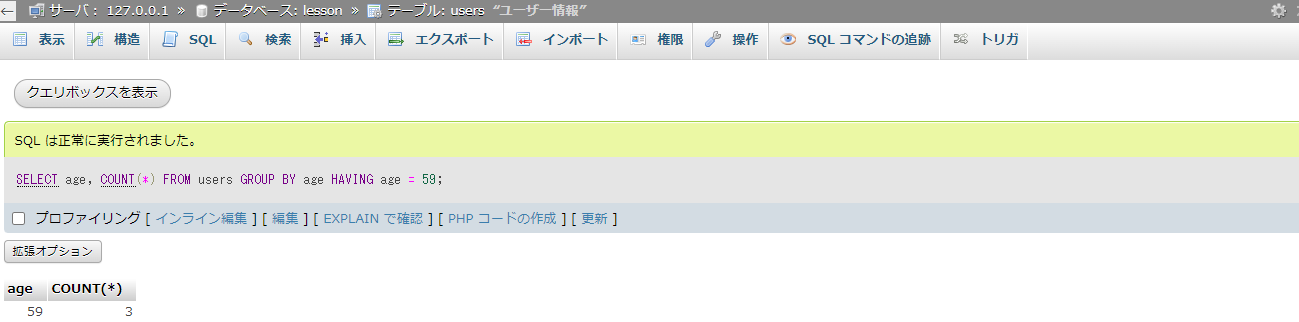 ← サーバ: 127.0.0.1 » データベース: lesson » テーブル: users “ユーザー情報”
表示 構造 SQL 検索 挿入 エクスポート インポート 権限 操作 SQL コマンドの追跡 トリガ
クエリボックスを表示
SQL は正常に実行されました。
SELECT age, COUNT(*) FROM users GROUP BY age HAVING age = 59;
プロファイリング [ インライン編集 ] [ 編集 ] [ EXPLAIN で確認 ] [ PHP コードの作成 ] [ 更新 ]
拡張オプション
age COUNT(*)
59 3